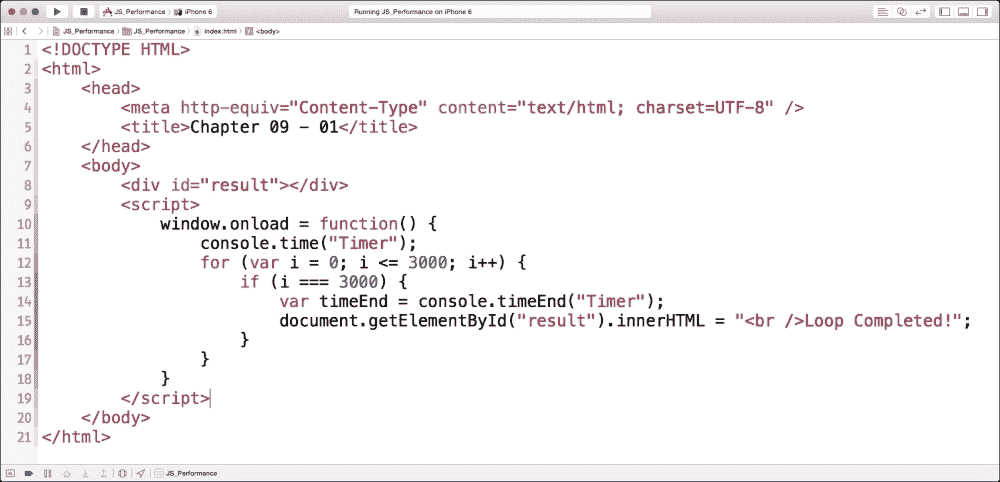 JS_Performance > iPhone 6
Running JS_Performance on iPhone 6
JS_Performance > JS_Performance > index.html > <body>
1 <!DOCTYPE HTML>
2 <html>
3     <head>
4         <meta http-equiv="Content-Type" content="text/html; charset=UTF-8" />
5         <title>Chapter 09 - 01</title>
6     </head>
7     <body>
8         <div id="result"></div>
9         <script>
10             window.onload = function() {
11                 console.time("Timer");
12                 for (var i = 0; i <= 3000; i++) {
13                     if (i === 3000) {
14                         var timeEnd = console.timeEnd("Timer");
15                         document.getElementById("result").innerHTML = "<br />Loop Completed!";
16                     }
17                 }
18             }
19         </script>
20     </body>
21 </html>
JS_Performance